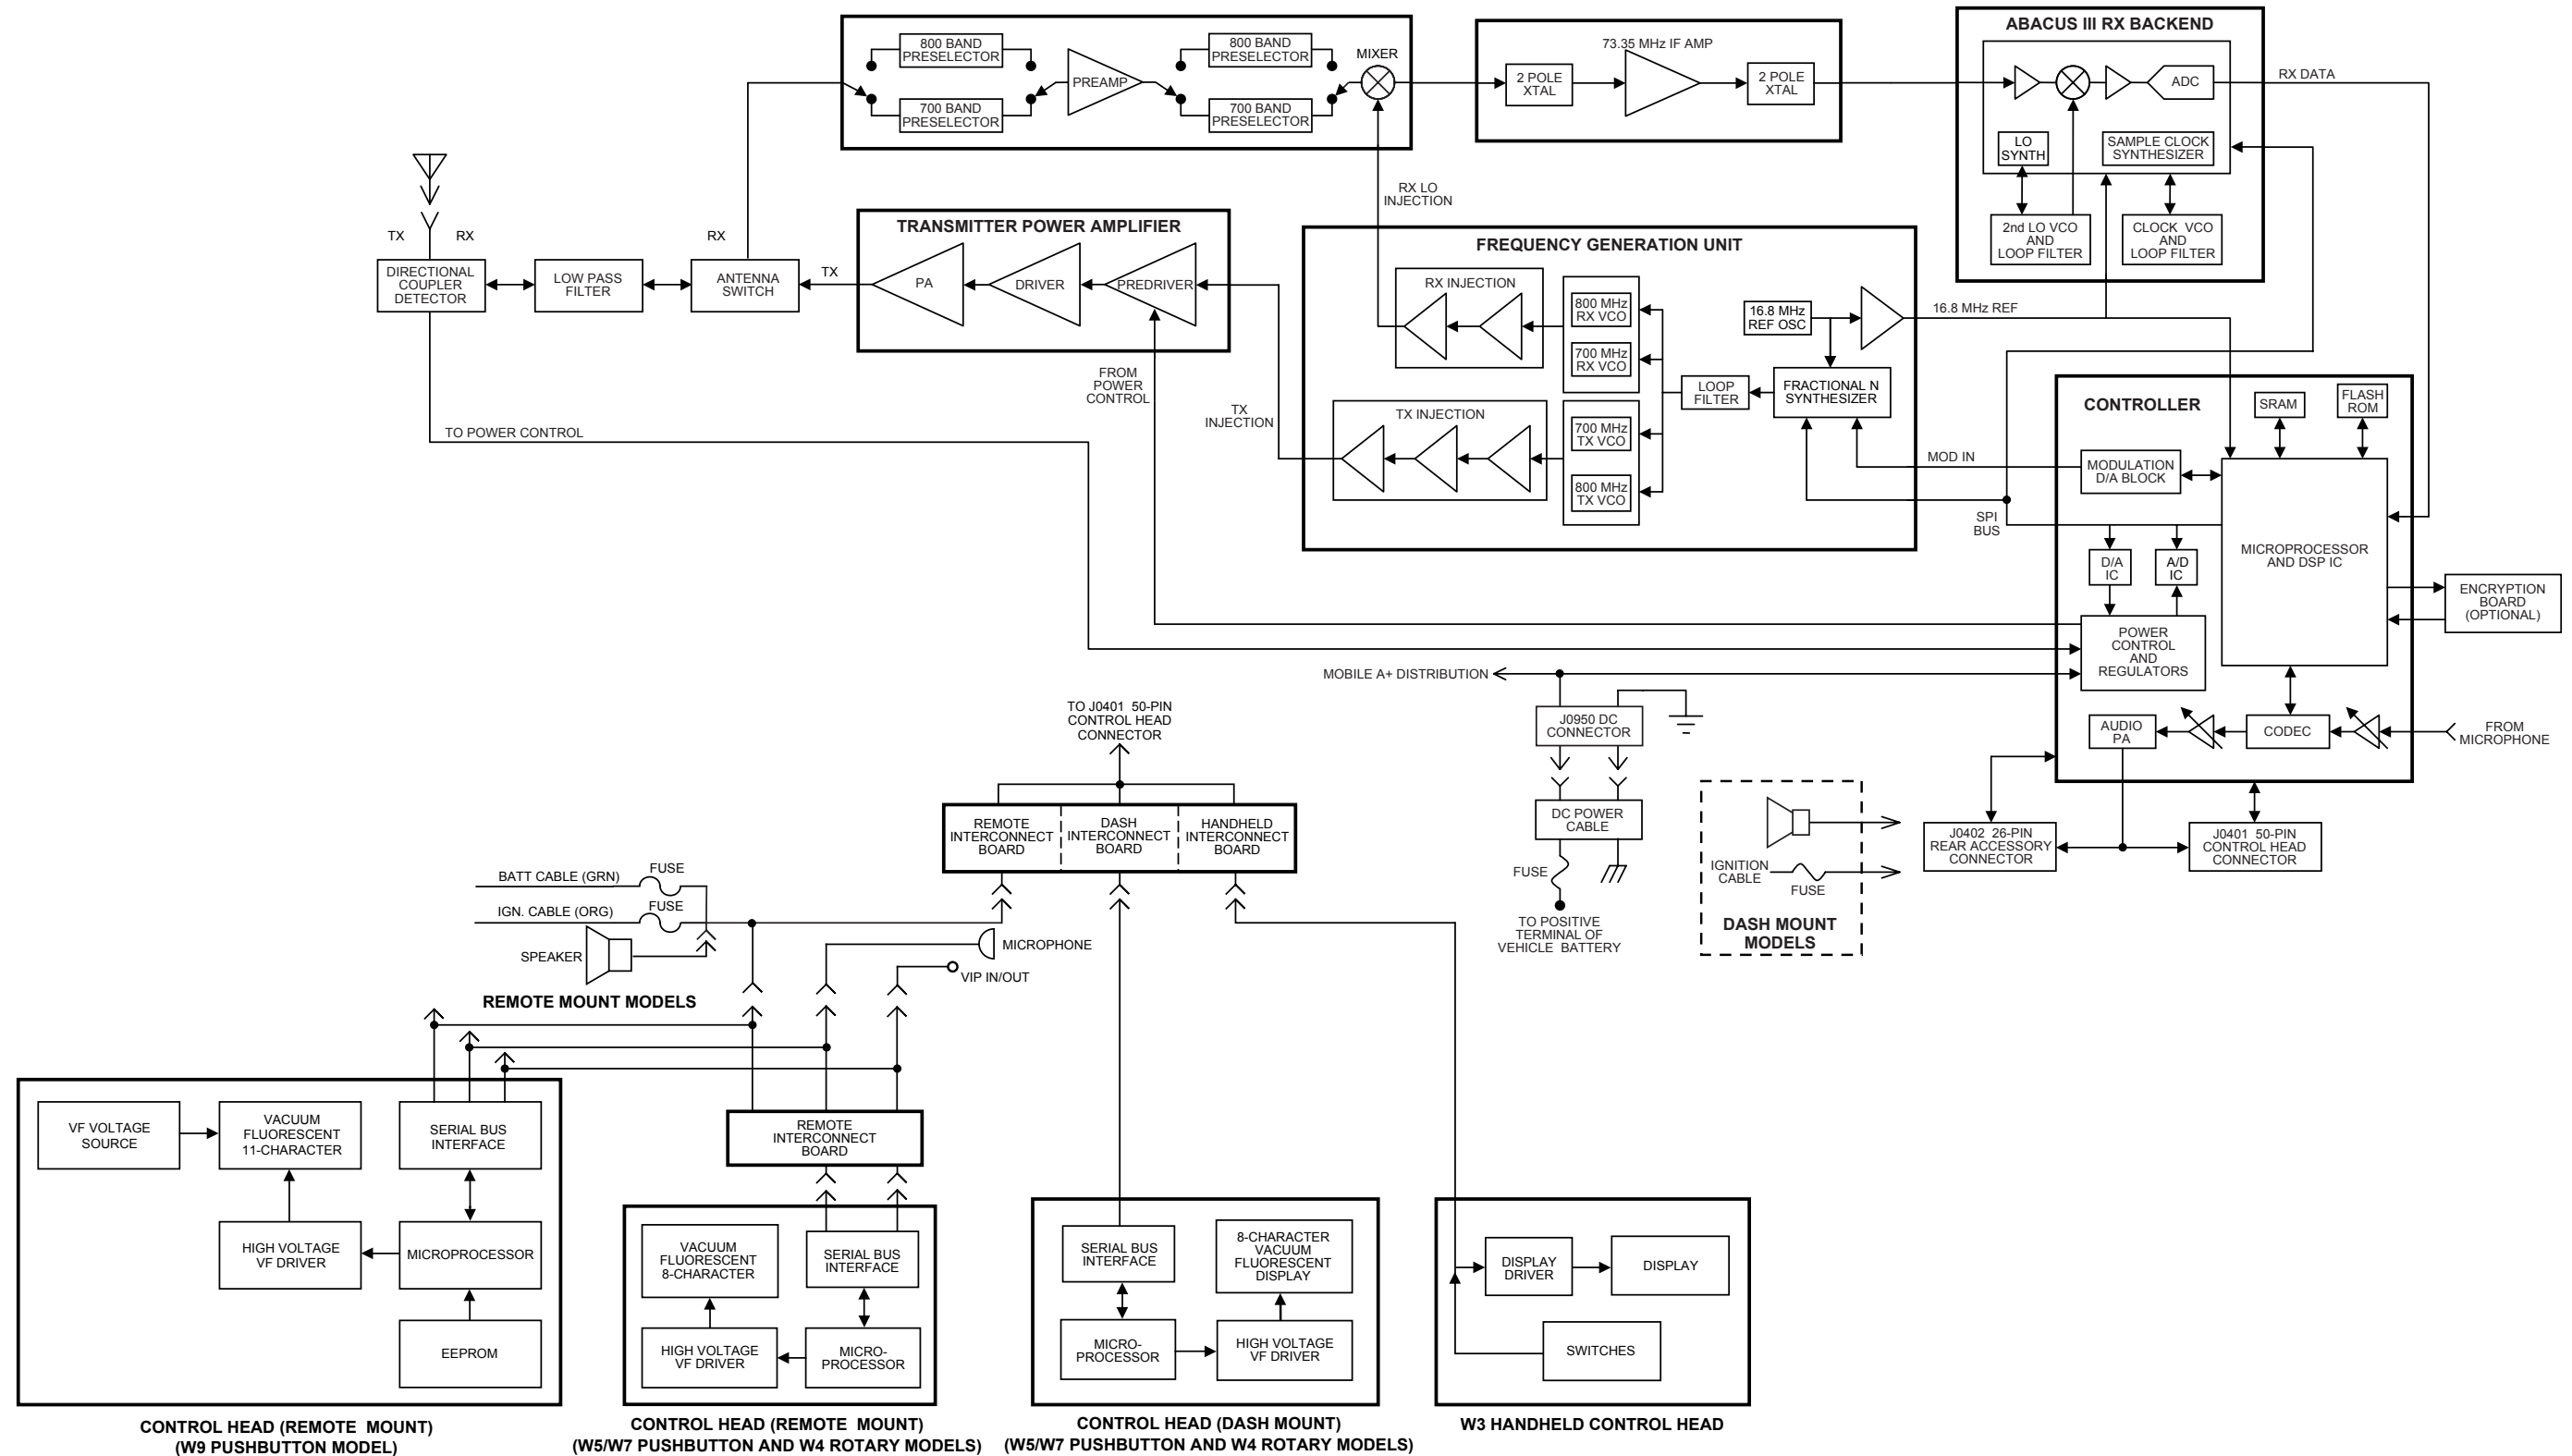 800 BAND
PRESELECTOR
700 BAND
PRESELECTOR
PREAMP
800 BAND
PRESELECTOR
700 BAND
PRESELECTOR
MIXER
73.35 MHz IF AMP
2 POLE
XTAL
2 POLE
XTAL
ABACUS III RX BACKEND
ADC
LO
SYNTH
SAMPLE CLOCK
SYNTHESIZER
2nd LO VCO
AND
LOOP FILTER
CLOCK VCO
AND
LOOP FILTER
RX DATA
TX
RX
RX
DIRECTIONAL
COUPLER
DETECTOR
LOW PASS
FILTER
ANTENNA
SWITCH
TX
TRANSMITTER POWER AMPLIFIER
PA
DRIVER
PREDRIVER
FROM
POWER
CONTROL
TO POWER CONTROL
RX LO
INJECTION
TX
INJECTION
FREQUENCY GENERATION UNIT
RX INJECTION
TX INJECTION
800 MHz
RX VCO
700 MHz
RX VCO
700 MHz
TX VCO
800 MHz
TX VCO
LOOP
FILTER
16.8 MHz
REF OSC
FRACTIONAL N
SYNTHESIZER
16.8 MHz REF
MOD IN
SPI
BUS
CONTROLLER
SRAM
FLASH
ROM
MODULATION
D/A BLOCK
MICROPROCESSOR
AND DSP IC
D/A
IC
A/D
IC
POWER
CONTROL
AND
REGULATORS
AUDIO
PA
CODEC
ENCRYPTION
BOARD
(OPTIONAL)
FROM
MICROPHONE
MOBILE A+ DISTRIBUTION
J0950 DC
CONNECTOR
DC POWER
CABLE
FUSE
TO POSITIVE
TERMINAL OF
VEHICLE BATTERY
IGNITION
CABLE
FUSE
DASH MOUNT
MODELS
J0402 26-PIN
REAR ACCESSORY
CONNECTOR
J0401 50-PIN
CONTROL HEAD
CONNECTOR
TO J0401 50-PIN
CONTROL HEAD
CONNECTOR
REMOTE
INTERCONNECT
BOARD
DASH
INTERCONNECT
BOARD
HANDHELD
INTERCONNECT
BOARD
BATT CABLE (GRN)
FUSE
IGN. CABLE (ORG)
FUSE
SPEAKER
MICROPHONE
VIP IN/OUT
REMOTE MOUNT MODELS
VF VOLTAGE
SOURCE
VACUUM
FLUORESCENT
11-CHARACTER
SERIAL BUS
INTERFACE
HIGH VOLTAGE
VF DRIVER
MICROPROCESSOR
EEPROM
CONTROL HEAD (REMOTE MOUNT)
(W9 PUSHBUTTON MODEL)
REMOTE
INTERCONNECT
BOARD
VACUUM
FLUORESCENT
8-CHARACTER
SERIAL BUS
INTERFACE
HIGH VOLTAGE
VF DRIVER
MICRO-
PROCESSOR
CONTROL HEAD (REMOTE MOUNT)
(W5/W7 PUSHBUTTON AND W4 ROTARY MODELS)
SERIAL BUS
INTERFACE
8-CHARACTER
VACUUM
FLUORESCENT
DISPLAY
MICRO-
PROCESSOR
HIGH VOLTAGE
VF DRIVER
CONTROL HEAD (DASH MOUNT)
(W5/W7 PUSHBUTTON AND W4 ROTARY MODELS)
DISPLAY
DRIVER
DISPLAY
SWITCHES
W3 HANDHELD CONTROL HEAD